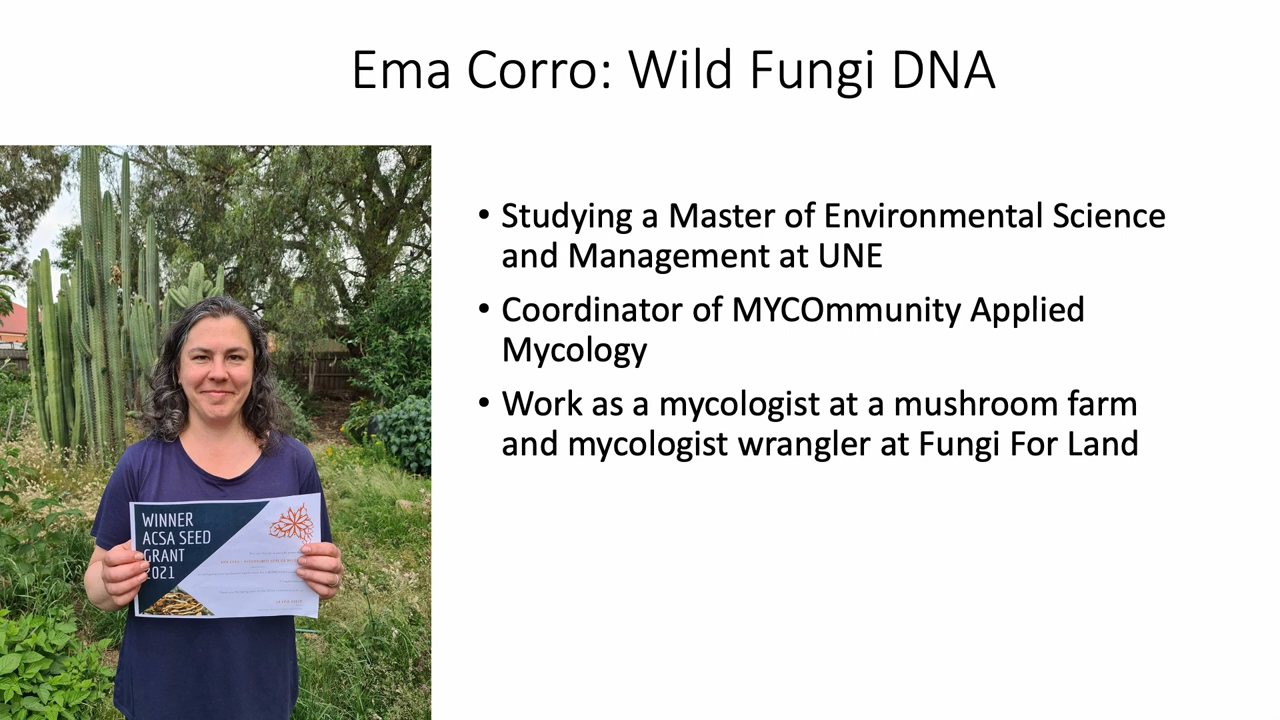 Ema Corro: Wild Fungi DNA
• Studying a Master of Environmental Science
and Management at UNE
• Coordinator of MYCOmmunity Applied
Mycology
• Work as a mycologist at a mushroom farm
and mycologist wrangler at Fungi For Land
WINNER
ACSA SEED
GRANT
2021